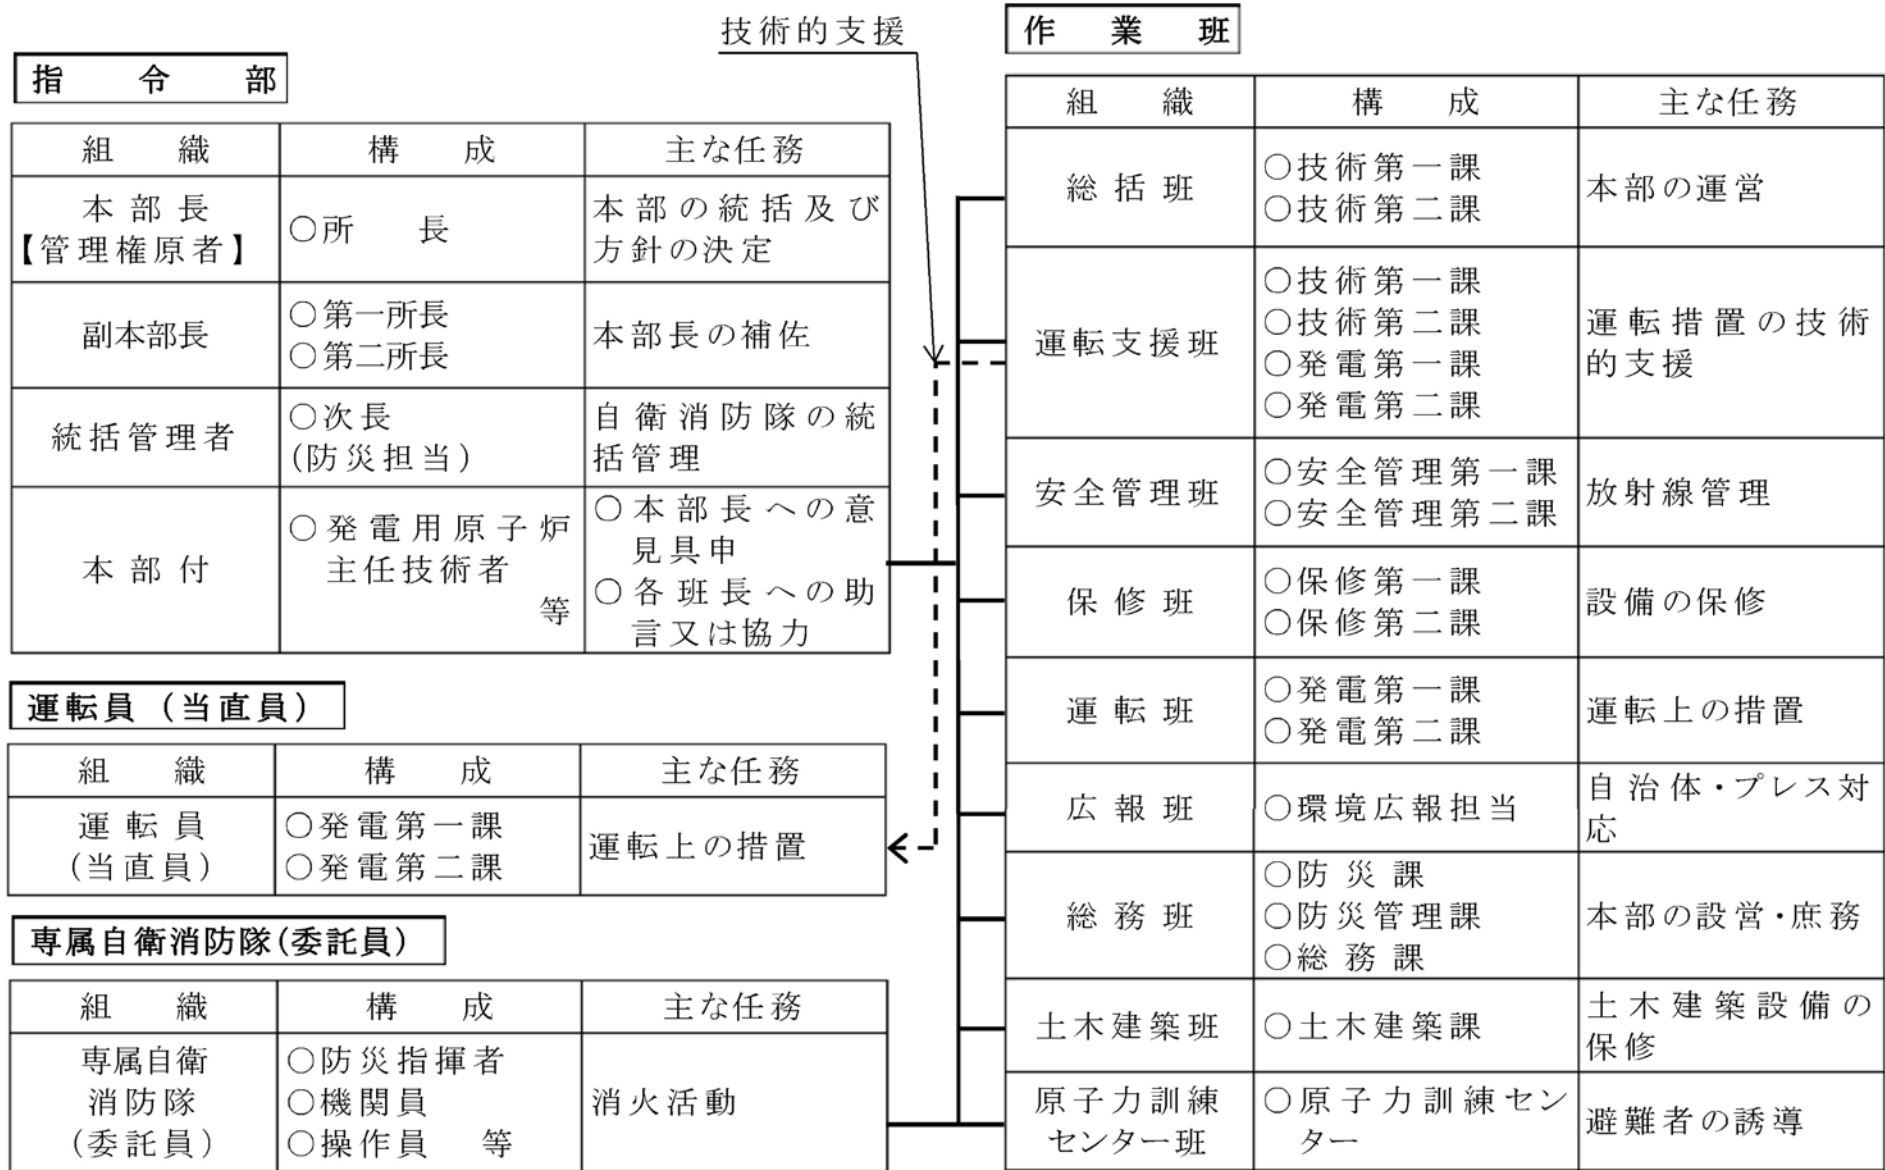 技術的支援
指令部
組織 構成 主な任務
本部長
【管理権原者】
○所長
本部の統括及び
方針の決定
副本部長
○第一所長
○第二所長
本部長の補佐
統括管理者
○次長
(防災担当)
自衛消防隊の統
括管理
本部付
○発電用原子炉
主任技術者
等
○本部長への意
見具申
○各班長への助
言又は協力
運転員(当直員)
組織 構成 主な任務
運転員
(当直員)
○発電第一課
○発電第二課
運転上の措置
専属自衛消防隊(委託員)
組織 構成 主な任務
専属自衛
消防隊
(委託員)
○防災指揮者
○機関員
○操作員 等
消火活動
作業班
組織 構成 主な任務
総括班
○技術第一課
○技術第二課
本部の運営
運転支援班
○技術第一課
○技術第二課
○発電第一課
○発電第二課
運転措置の技術
的支援
安全管理班
○安全管理第一課
○安全管理第二課
放射線管理
保修班
○保修第一課
○保修第二課
設備の保修
運転班
○発電第一課
○発電第二課
運転上の措置
広報班
○環境広報担当
自治体・プレス対
応
総務班
○防災課
○防災管理課
○総務課
本部の設営・庶務
土木建築班
○土木建築課
土木建築設備の
保修
原子力訓練
センター班
○原子力訓練セン
ター
避難者の誘導